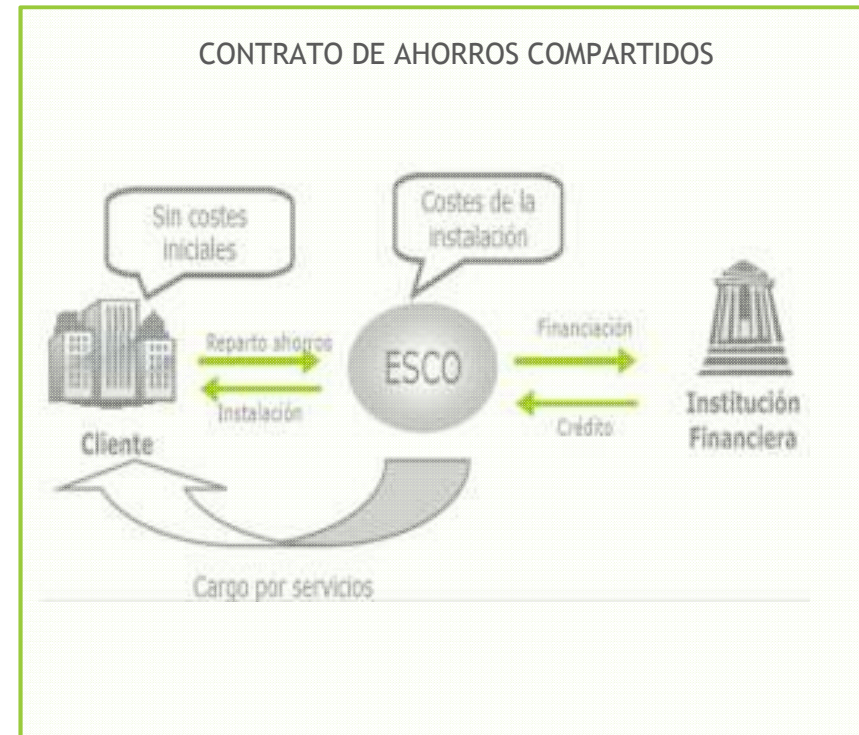 CONTRATO DE AHORROS COMPARTIDOS
Sin costes
iniciales
Costes de la
instalación
Reparto ahorros
Instalación
ESCO
Financiación
Crédito
Institución
Financiera
Cliente
Cargo por servicios